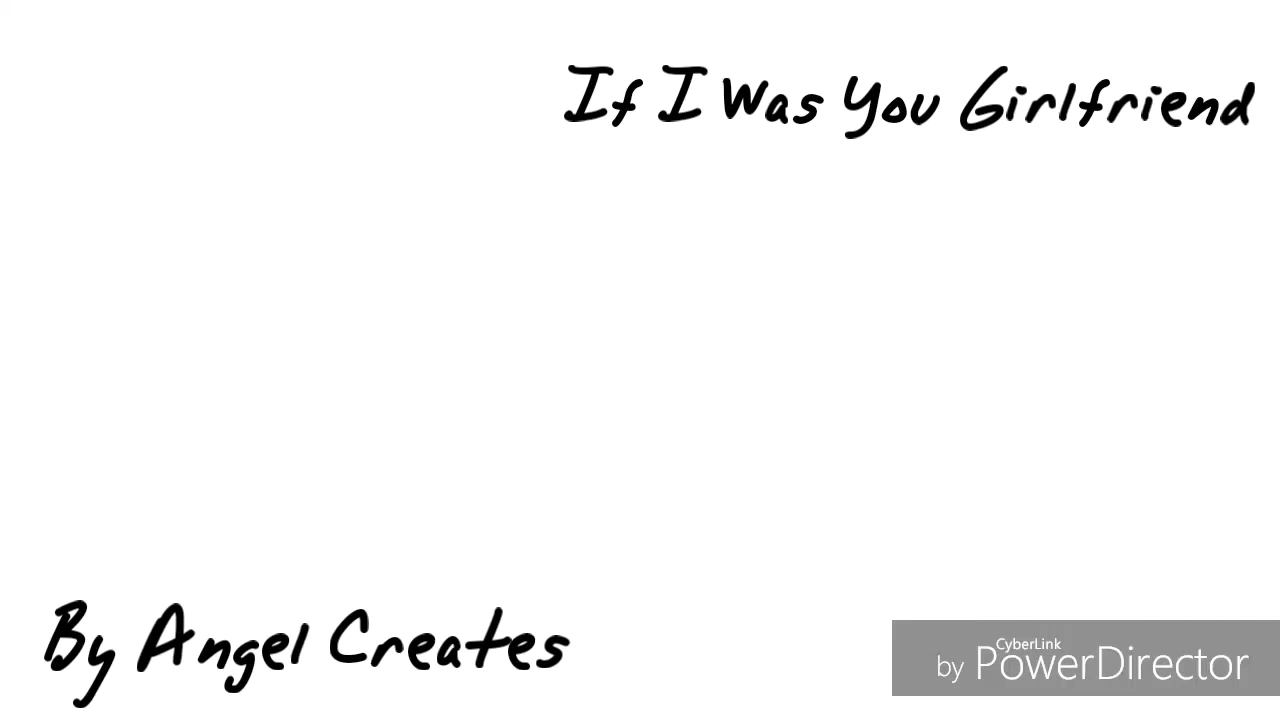 If I Was You Girlfriend
By Angel Creates
CyberLink
by PowerDirector